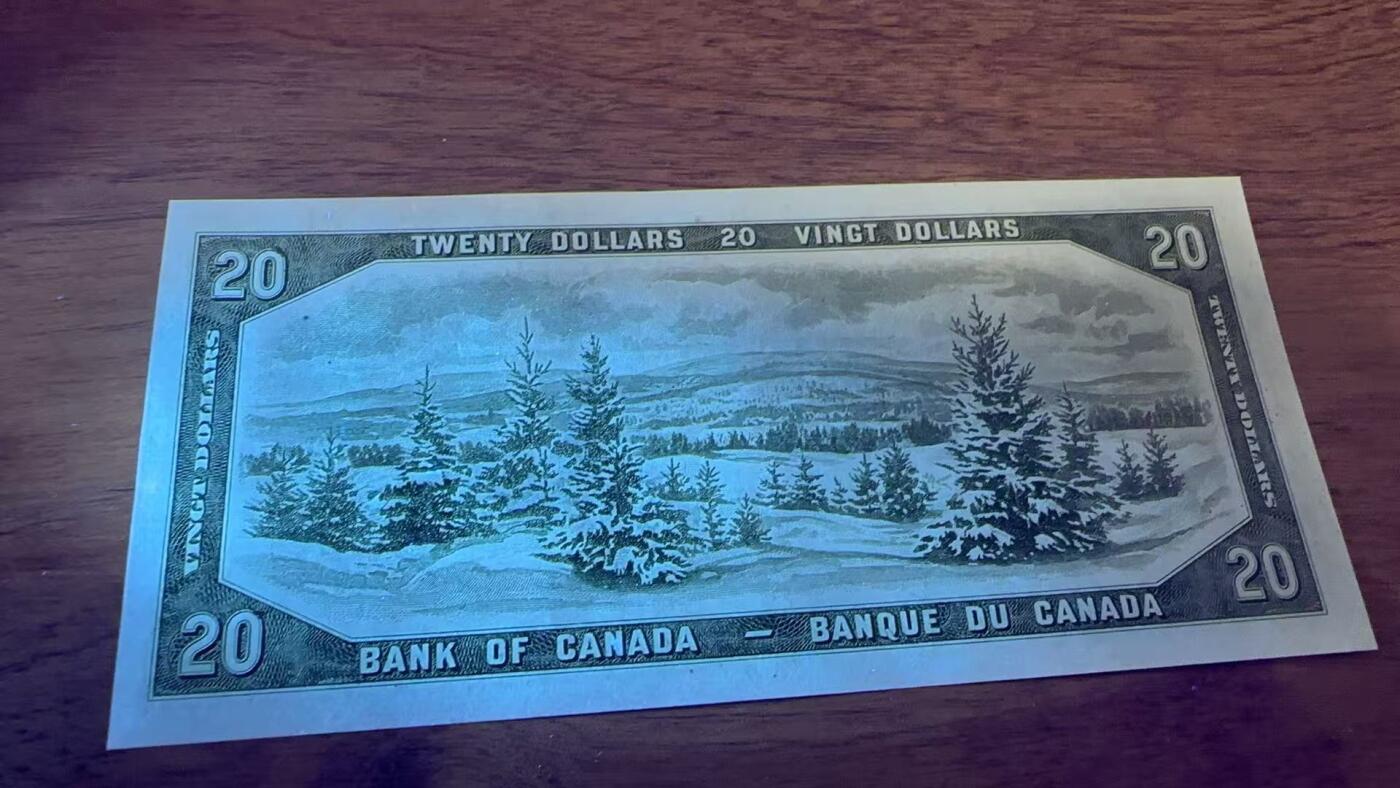 TWENTY DOLLARS 20 VINGT DOLLARS
20
20
VINGT DOLLARS
TWENTY DOLLARS
20
20
BANK OF CANADA — BANQUE DU CANADA